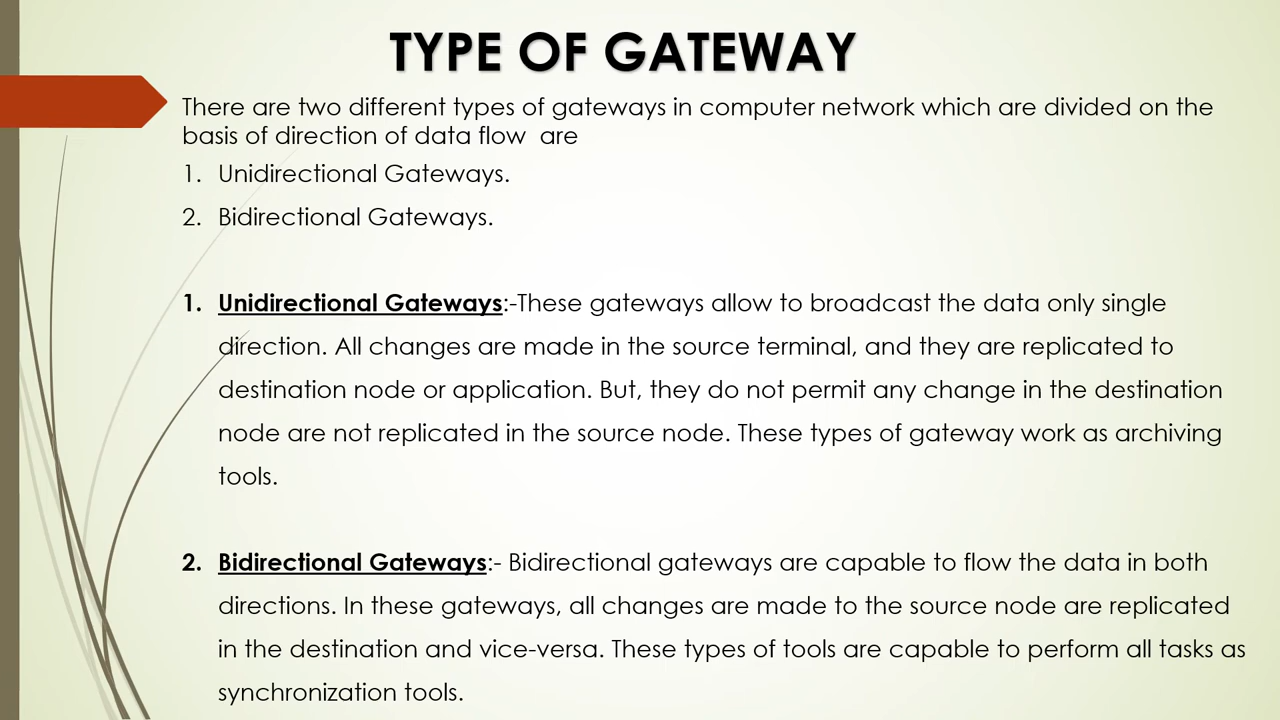 TYPE OF GATEWAY
There are two different types of gateways in computer network which are divided on the
basis of direction of data flow  are
1. Unidirectional Gateways.
2. Bidirectional Gateways.
1. Unidirectional Gateways:-These gateways allow to broadcast the data only single
direction. All changes are made in the source terminal, and they are replicated to
destination node or application. But, they do not permit any change in the destination
node are not replicated in the source node. These types of gateway work as archiving
tools.
2. Bidirectional Gateways:- Bidirectional gateways are capable to flow the data in both
directions. In these gateways, all changes are made to the source node are replicated
in the destination and vice-versa. These types of tools are capable to perform all tasks as
synchronization tools.